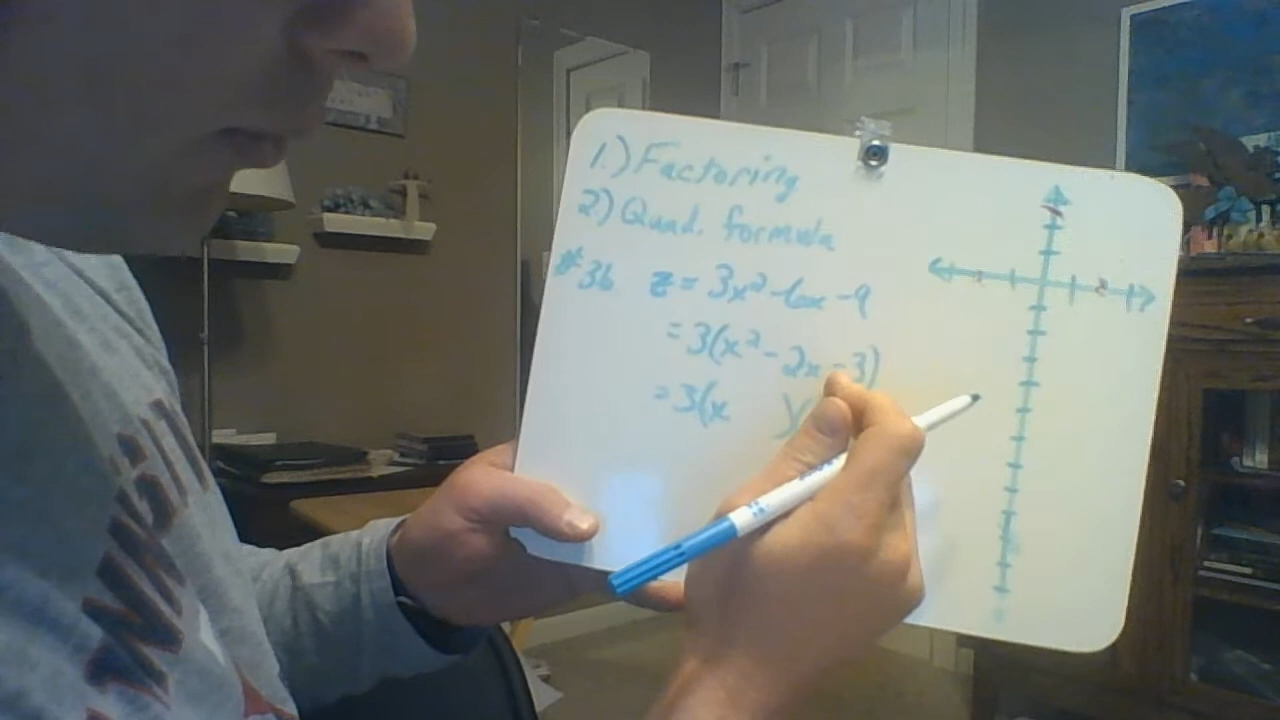 1.) Factoring
2) Quad. formula
#36 z = 3x² - 6x - 9
= 3(x² - 2x - 3)
= 3(x )(